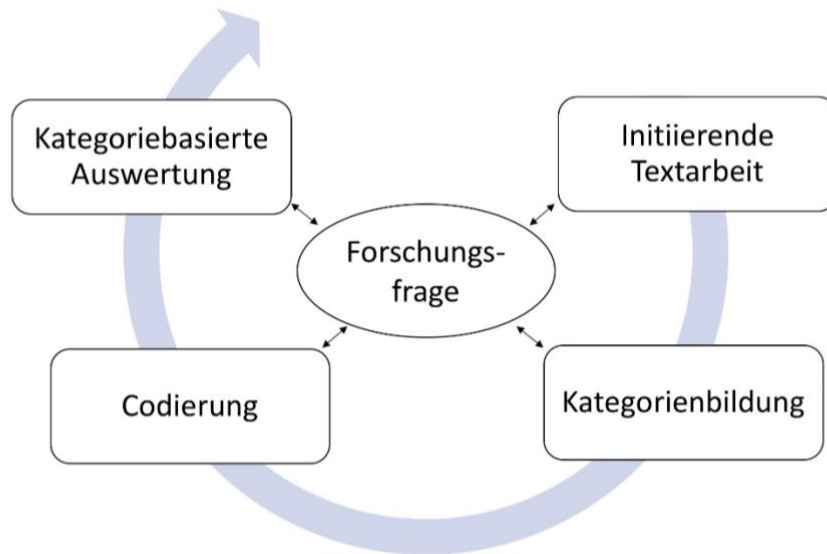 Kategoriebasierte
Auswertung
Initiierende
Textarbeit
Forschungs-
frage
Codierung
Kategorienbildung